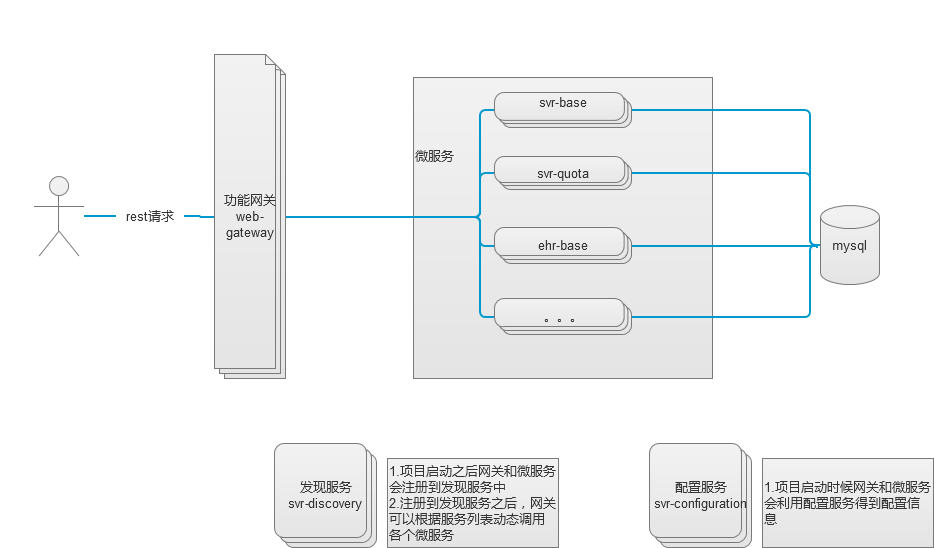 rest请求
功能网关
web-
gateway
微服务
svr-base
svr-quota
ehr-base
。。。
mysql
发现服务
svr-discovery
1.项目启动之后网关和微服务
会注册到发现服务中
2.注册到发现服务之后，网关
可以根据服务列表动态调用
各个微服务
配置服务
svr-configuration
1.项目启动时候网关和微服务
会利用配置服务得到配置信
息